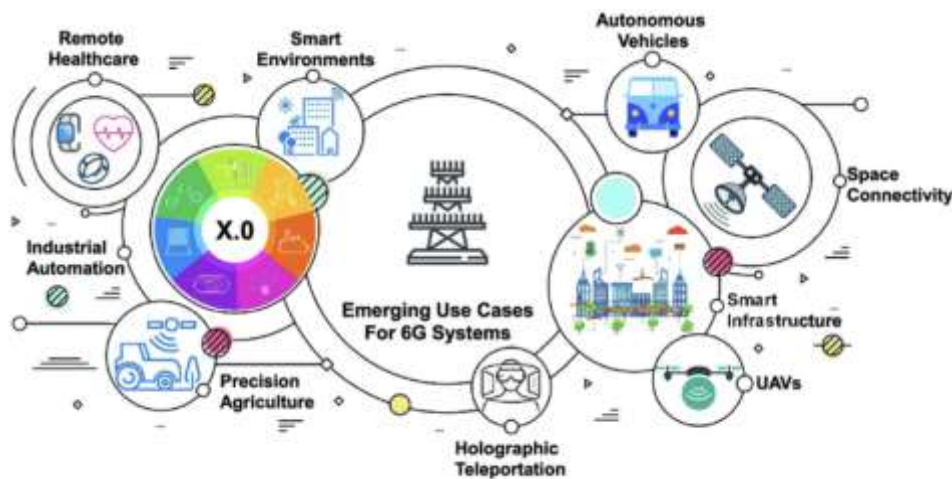 Remote
Healthcare
Smart
Environments
Autonomous
Vehicles
Space
Connectivity
X.0
Industrial
Automation
Emerging Use Cases
For 6G Systems
Smart
Infrastructure
Precision
Agriculture
UAVs
Holographic
Teleportation